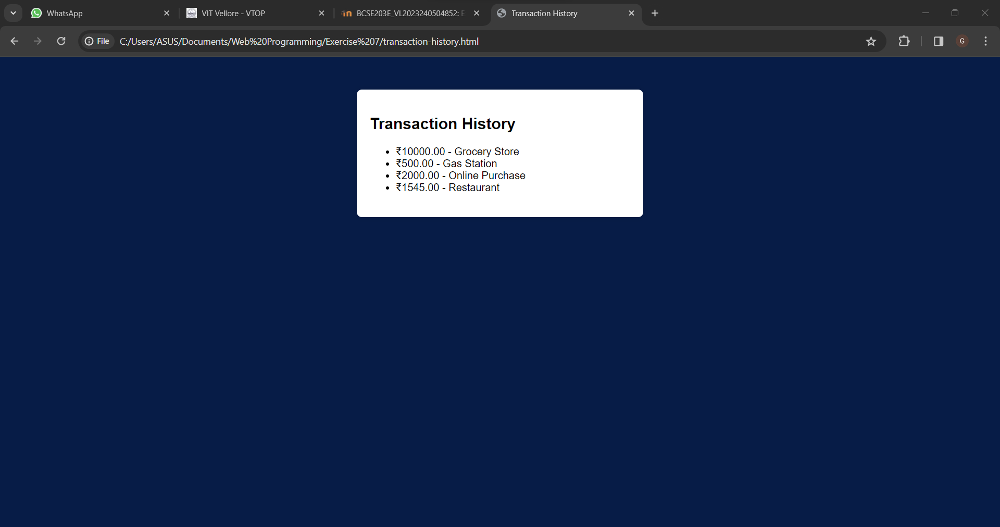 WhatsApp
VIT Vellore - VTOP
BCSE203E_VL2023240504852: E
Transaction History
File
C:/Users/ASUS/Documents/Web%20Programming/Exercise%207/transaction-history.html
G
Transaction History
• ₹10000.00 - Grocery Store
• ₹500.00 - Gas Station
• ₹2000.00 - Online Purchase
• ₹1545.00 - Restaurant